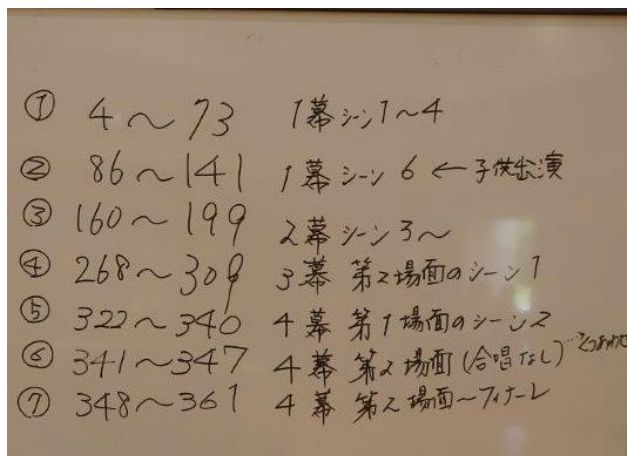 ① 4～73 1幕 シーン1～4
② 86～141 1幕 シーン 6 ← 子供出演
③ 160～199 2幕 シーン3～
④ 268～309 3幕 第2場面のシーン1
⑤ 322～340 4幕 第1場面のシーン2
⑥ 341～347 4幕 第2場面(合唱なし)…
⑦ 348～361 4幕 第2場面～フィナーレ